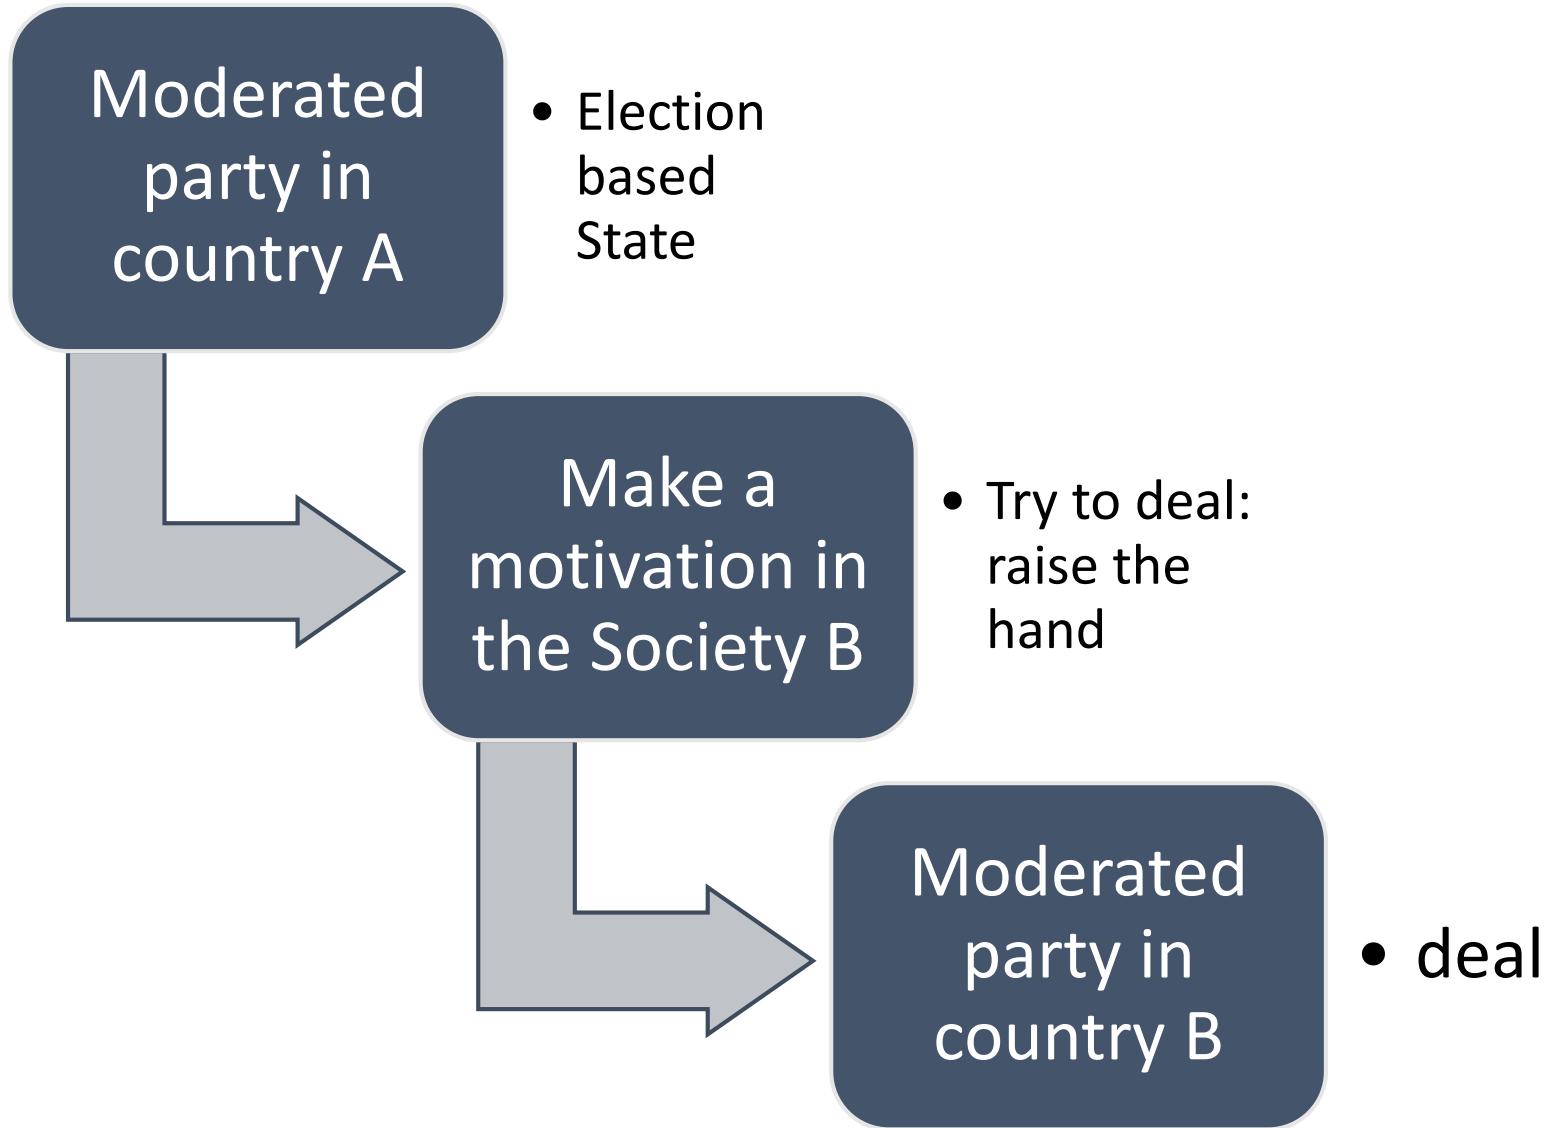 Moderated
party in
country A
• Election
based
State
Make a
motivation in
the Society B
• Try to deal:
raise the
hand
Moderated
party in
country B
• deal